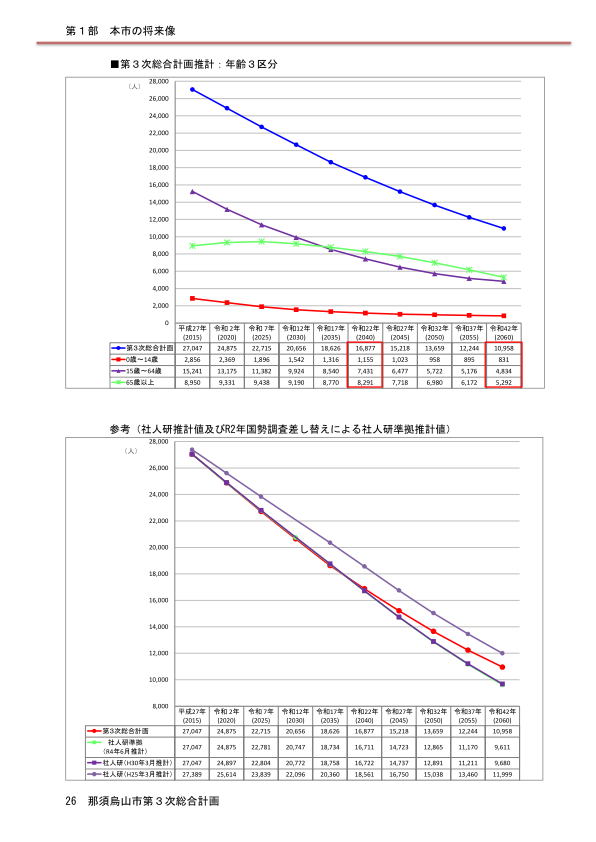 第１部　本市の将来像
■第３次総合計画推計：年齢３区分
（人）
28,000
26,000
24,000
22,000
20,000
18,000
16,000
14,000
12,000
10,000
8,000
6,000
4,000
2,000
0
平成27年 令和２年 令和７年 令和12年 令和17年 令和22年 令和27年 令和32年 令和37年 令和42年
(2015) (2020) (2025) (2030) (2035) (2040) (2045) (2050) (2055) (2060)
第３次総合計画 27,047 24,875 22,715 20,656 18,626 16,877 15,218 13,659 12,244 10,958
0歳～14歳 2,856 2,369 1,896 1,542 1,316 1,155 1,023 958 895 831
15歳～64歳 15,241 13,175 11,382 9,924 8,540 7,431 6,477 5,722 5,176 4,834
65歳以上 8,950 9,331 9,438 9,190 8,770 8,291 7,718 6,980 6,172 5,292
参考（社人研推計値及びR2年国勢調査差し替えによる社人研準拠推計値）
（人）
28,000
26,000
24,000
22,000
20,000
18,000
16,000
14,000
12,000
10,000
8,000
平成27年 令和２年 令和７年 令和12年 令和17年 令和22年 令和27年 令和32年 令和37年 令和42年
(2015) (2020) (2025) (2030) (2035) (2040) (2045) (2050) (2055) (2060)
第３次総合計画 27,047 24,875 22,715 20,656 18,626 16,877 15,218 13,659 12,244 10,958
社人研準拠
（R4年6月推計） 27,047 24,875 22,781 20,747 18,734 16,711 14,723 12,865 11,170 9,611
社人研（H30年3月推計） 27,047 24,897 22,804 20,772 18,758 16,722 14,737 12,891 11,211 9,680
社人研（H25年3月推計） 27,389 25,614 23,839 22,096 20,360 18,561 16,750 15,038 13,460 11,999
26　那須烏山市第３次総合計画